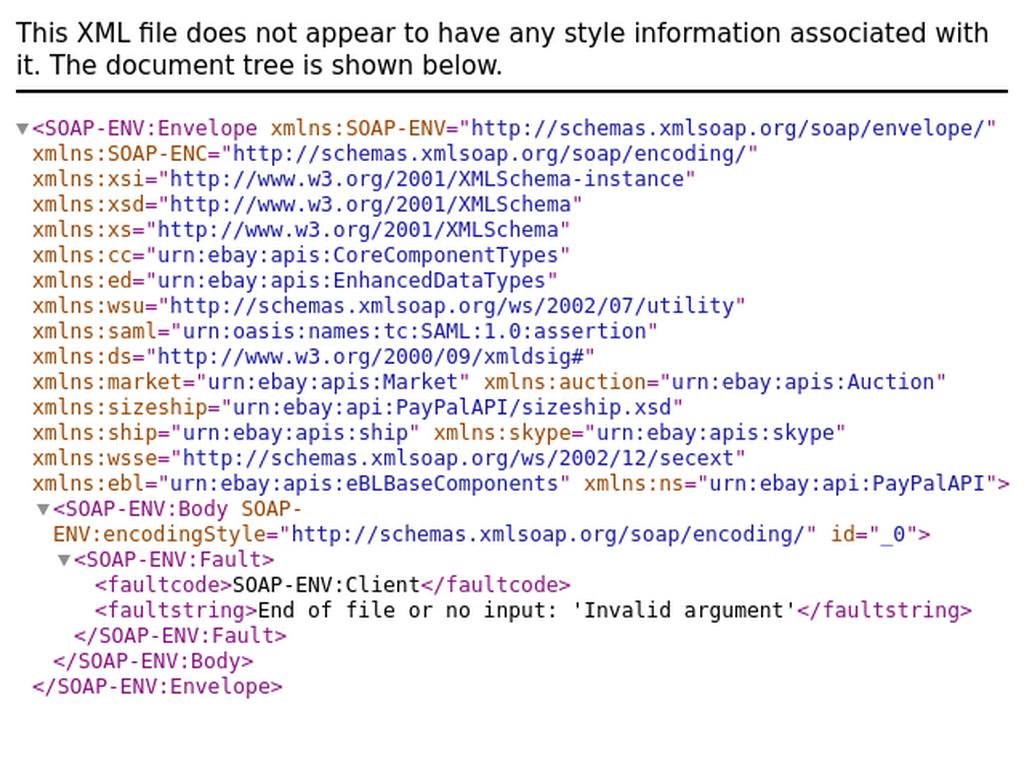 This XML file does not appear to have any style information associated with
it. The document tree is shown below.
▼<SOAP-ENV:Envelope xmlns:SOAP-ENV="http://schemas.xmlsoap.org/soap/envelope/"
xmlns:SOAP-ENC="http://schemas.xmlsoap.org/soap/encoding/"
xmlns:xsi="http://www.w3.org/2001/XMLSchema-instance"
xmlns:xsd="http://www.w3.org/2001/XMLSchema"
xmlns:xs="http://www.w3.org/2001/XMLSchema"
xmlns:cc="urn:ebay:apis:CoreComponentTypes"
xmlns:ed="urn:ebay:apis:EnhancedDataTypes"
xmlns:wsu="http://schemas.xmlsoap.org/ws/2002/07/utility"
xmlns:saml="urn:oasis:names:tc:SAML:1.0:assertion"
xmlns:ds="http://www.w3.org/2000/09/xmldsig#"
xmlns:market="urn:ebay:apis:Market" xmlns:auction="urn:ebay:apis:Auction"
xmlns:sizeship="urn:ebay:api:PayPalAPI/sizeship.xsd"
xmlns:ship="urn:ebay:apis:ship" xmlns:skype="urn:ebay:apis:skype"
xmlns:wsse="http://schemas.xmlsoap.org/ws/2002/12/secext"
xmlns:ebl="urn:ebay:apis:eBLBaseComponents" xmlns:ns="urn:ebay:api:PayPalAPI">
▼<SOAP-ENV:Body SOAP-
ENV:encodingStyle="http://schemas.xmlsoap.org/soap/encoding/" id="_0">
▼<SOAP-ENV:Fault>
<faultcode>SOAP-ENV:Client</faultcode>
<faultstring>End of file or no input: 'Invalid argument'</faultstring>
</SOAP-ENV:Fault>
</SOAP-ENV:Body>
</SOAP-ENV:Envelope>